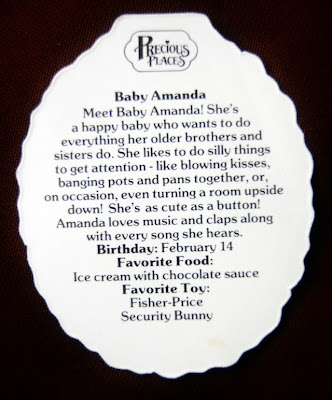 PRECIOUS
PLACES
Baby Amanda
Meet Baby Amanda! She's
a happy baby who wants to do
everything her older brothers and
sisters do. She likes to do silly things
to get attention - like blowing kisses,
banging pots and pans together, or,
on occasion, even turning a room upside
down! She's as cute as a button!
Amanda loves music and claps along
with every song she hears.
Birthday: February 14
Favorite Food:
Ice cream with chocolate sauce
Favorite Toy:
Fisher-Price
Security Bunny